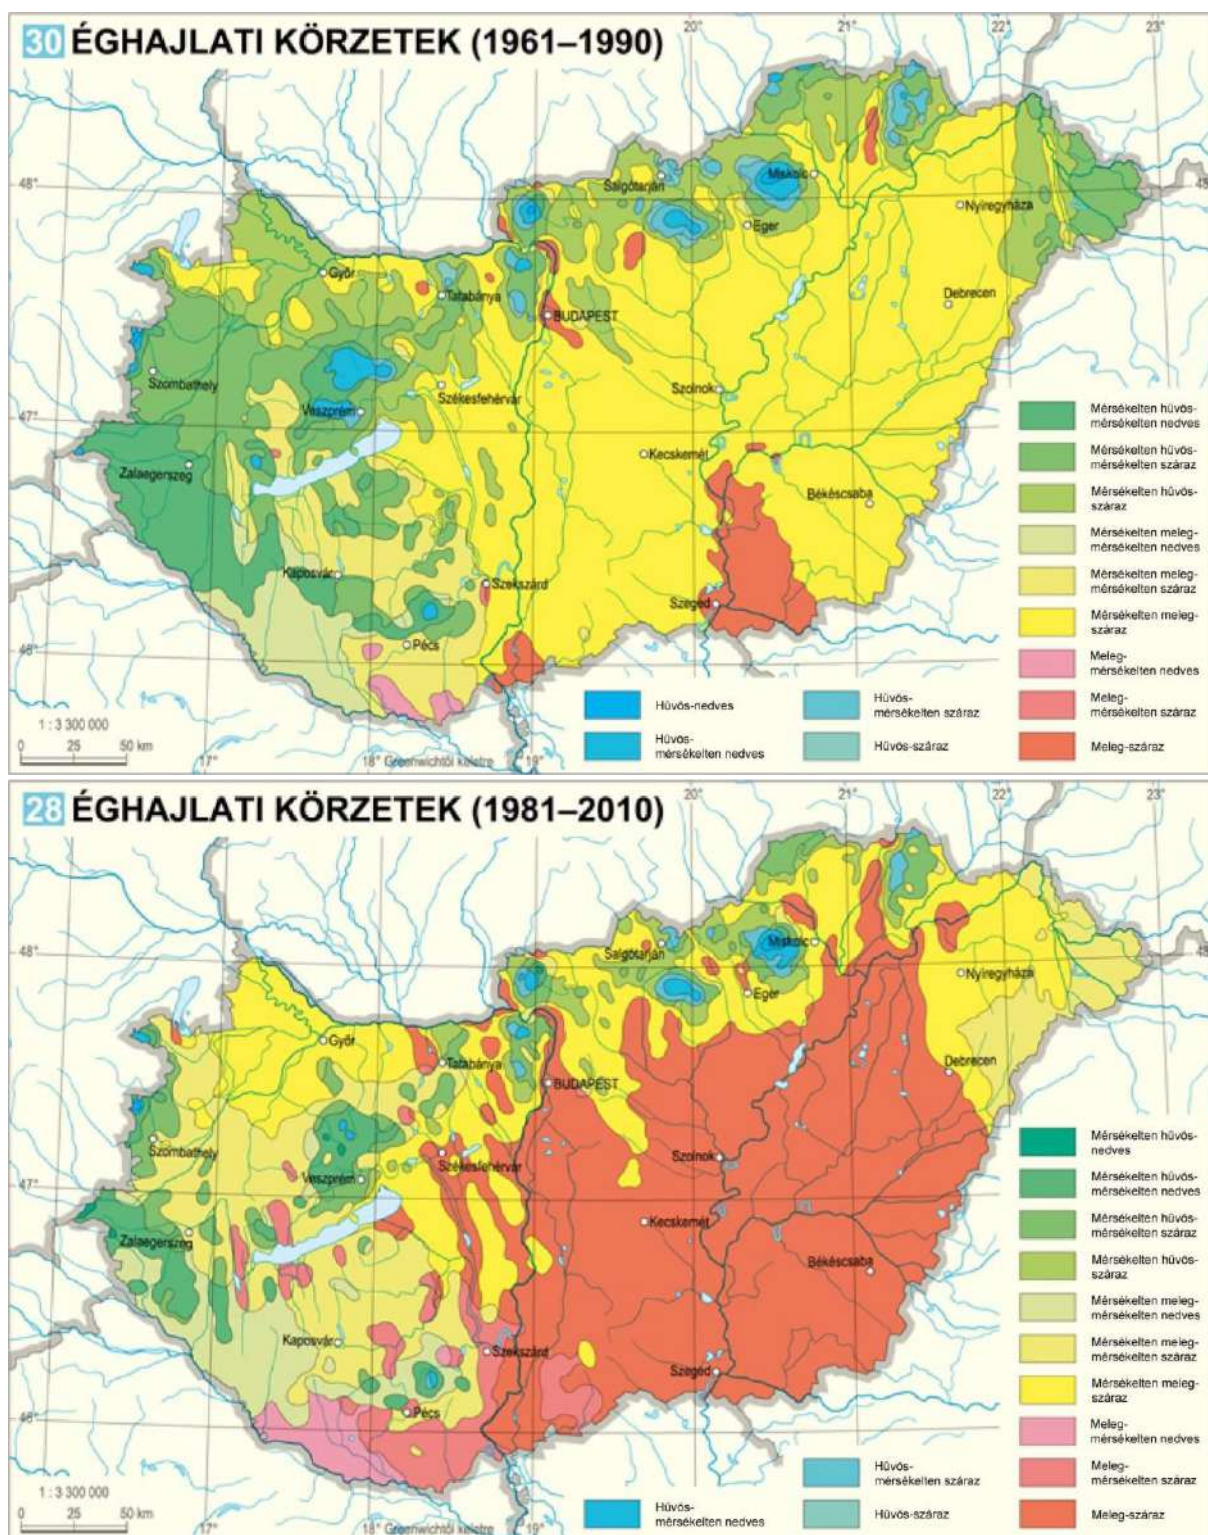 30 ÉGHAJLATI KÖRZETEK (1961–1990)
20°
21°
22°
23°
48°
48°
Salgótarján
Miskolc
Nyíregyháza
Eger
Győr
Tatabánya
BUDAPEST
Debrecen
Szombathely
Szolnok
47°
Veszprém
Székesfehérvár
Zalaegerszeg
Kecskemét
Békéscsaba
Kaposvár
Szekszárd
Szeged
48°
Pécs
Mérsékelten hűvös-
mérsékelten nedves
Mérsékelten hűvös-
mérsékelten száraz
Mérsékelten hűvös-
száraz
Mérsékelten meleg-
mérsékelten nedves
Mérsékelten meleg-
mérsékelten száraz
Mérsékelten meleg-
száraz
Meleg-
mérsékelten nedves
Meleg-
mérsékelten száraz
Meleg-száraz
Hűvös-nedves
Hűvös-
mérsékelten nedves
Hűvös-
mérsékelten száraz
Hűvös-száraz
1 : 3 300 000
0 25 50 km
17°
18° Greenwichtől keletre
19°
28 ÉGHAJLATI KÖRZETEK (1981–2010)
20°
21°
22°
23°
48°
48°
Salgótarján
Miskolc
Nyíregyháza
Eger
Győr
Tatabánya
BUDAPEST
Debrecen
Szombathely
Szolnok
47°
Veszprém
Székesfehérvár
Zalaegerszeg
Kecskemét
Békéscsaba
Kaposvár
Szekszárd
Szeged
48°
Pécs
Mérsékelten hűvös-
nedves
Mérsékelten hűvös-
mérsékelten nedves
Mérsékelten hűvös-
mérsékelten száraz
Mérsékelten hűvös-
száraz
Mérsékelten meleg-
mérsékelten nedves
Mérsékelten meleg-
mérsékelten száraz
Mérsékelten meleg-
száraz
Meleg-
mérsékelten nedves
Meleg-
mérsékelten száraz
Meleg-száraz
Hűvös-
mérsékelten száraz
Hűvös-
mérsékelten nedves
Hűvös-száraz
1 : 3 300 000
0 25 50 km
17°
18° Greenwichtől keletre
19°